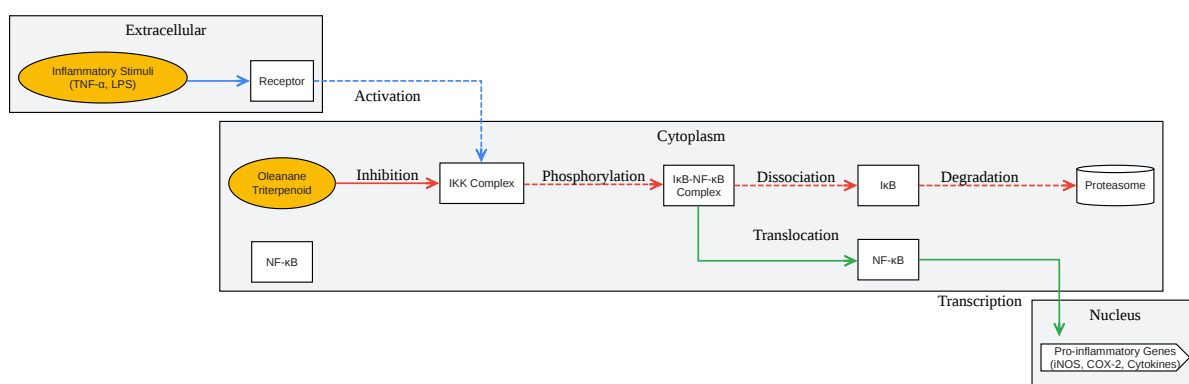 Extracellular
Inflammatory Stimuli
(TNF-α, LPS)
Receptor
Activation
Cytoplasm
Oleanane
Triterpenoid
Inhibition
IKK Complex
Phosphorylation
IκB-NF-κB
Complex
Dissociation
IκB
Degradation
Proteasome
NF-κB
Translocation
NF-κB
Transcription
Nucleus
Pro-inflammatory Genes
(iNOS, COX-2, Cytokines)